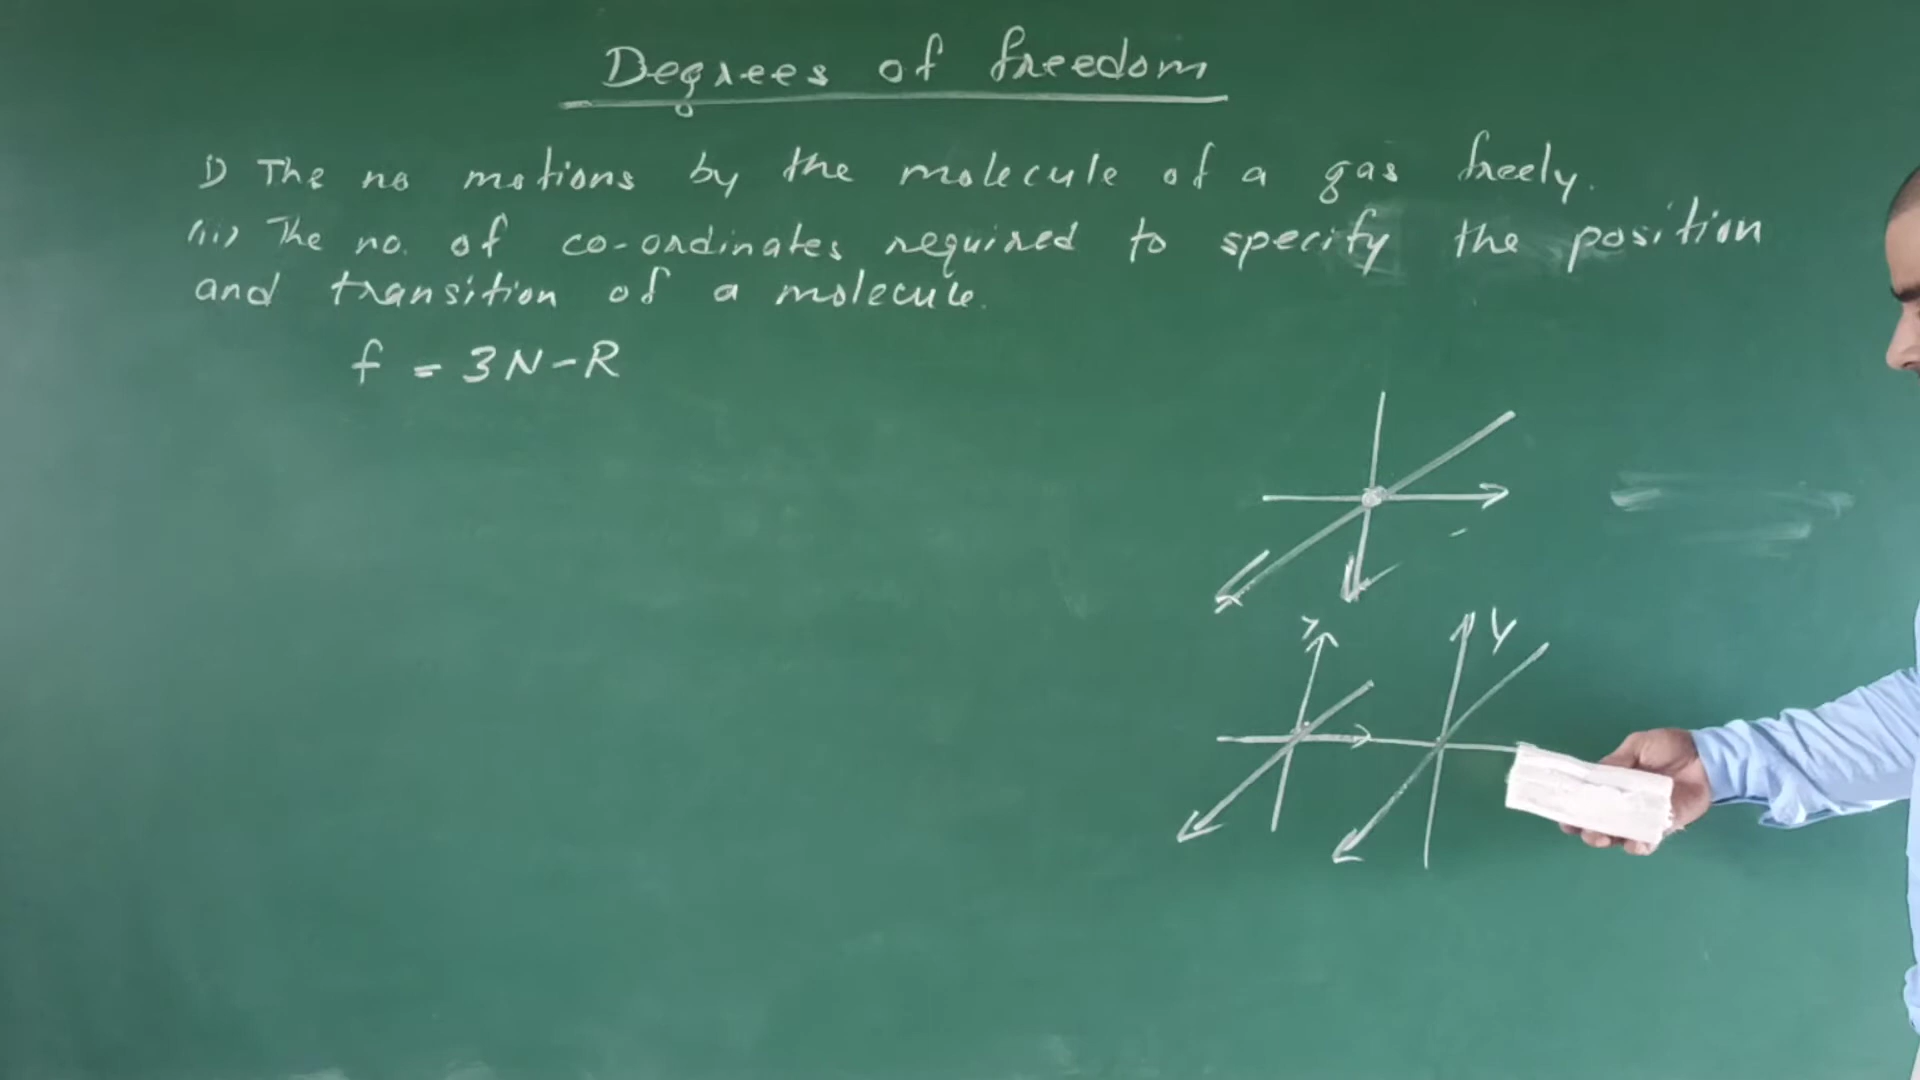 Degrees of freedom
i) The no motions by the molecule of a gas freely.
(ii) The no. of co-ordinates required to specify the position
and transition of a molecule.
f = 3N-R
Y